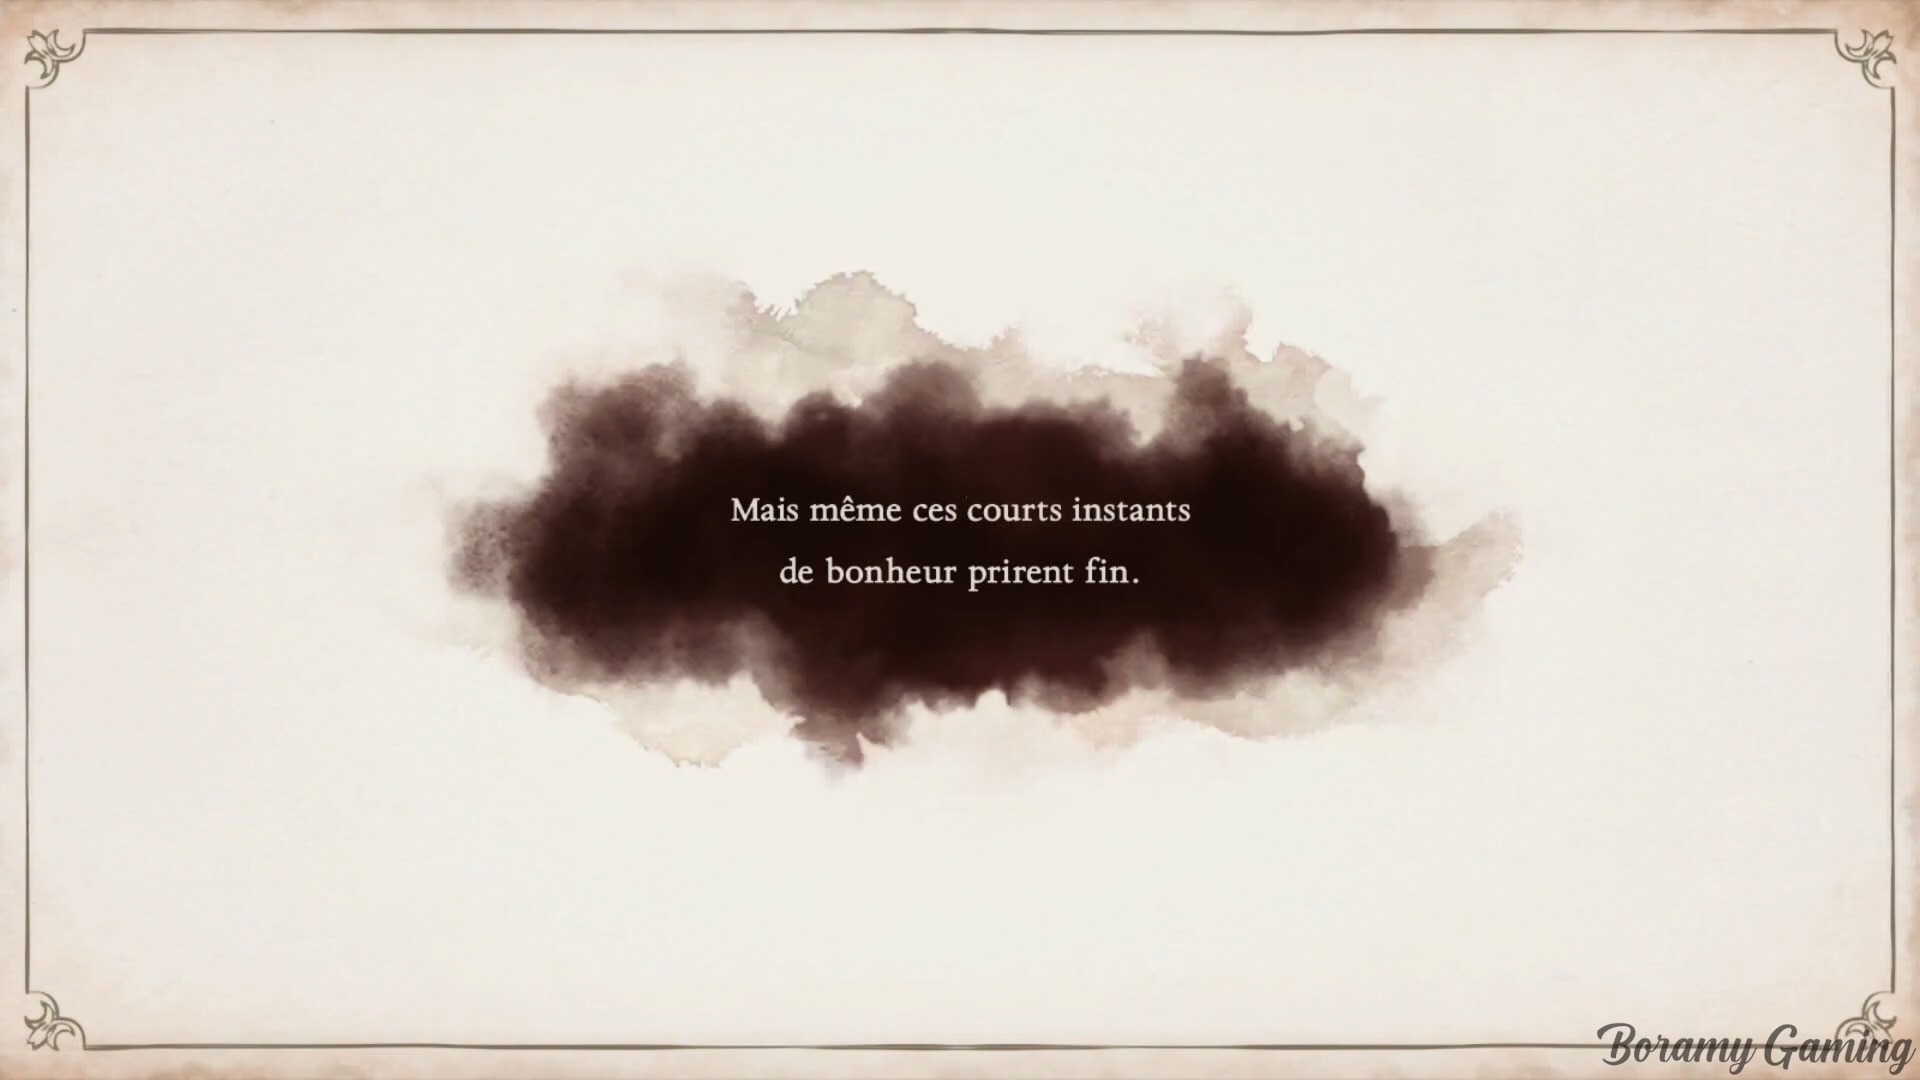 Mais même ces courts instants
de bonheur prirent fin.
Boramy Gaming